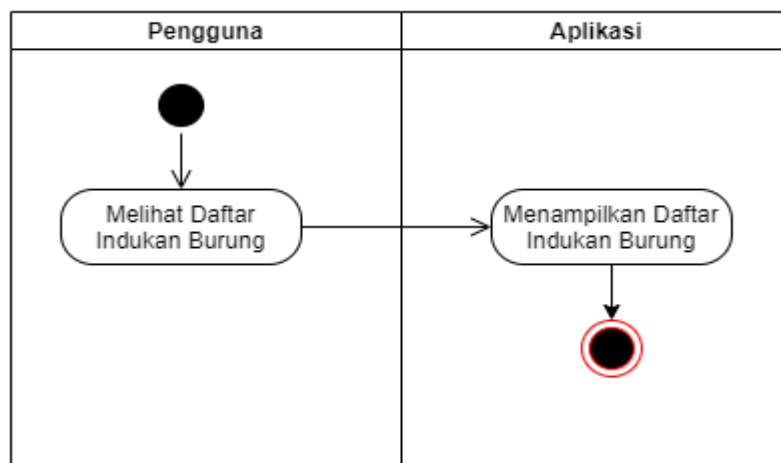 Pengguna
Aplikasi
Melihat Daftar
Indukan Burung
Menampilkan Daftar
Indukan Burung